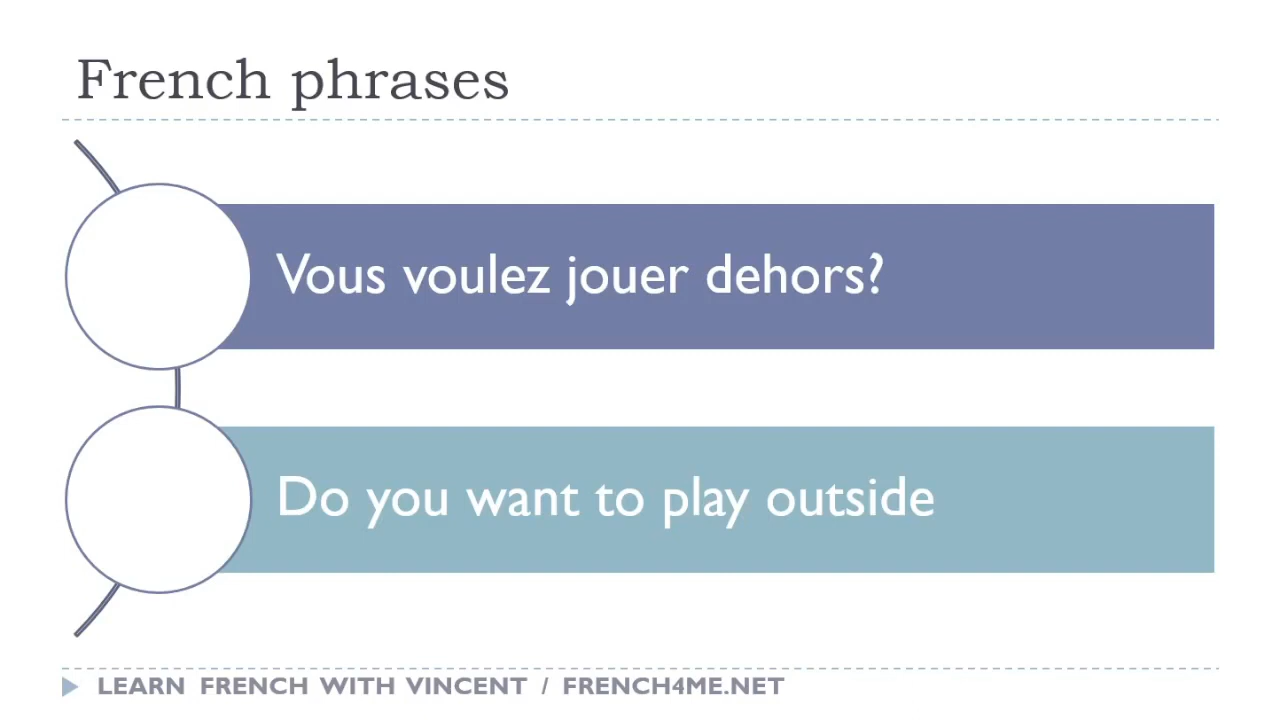 French phrases
Vous voulez jouer dehors?
Do you want to play outside
LEARN FRENCH WITH VINCENT / FRENCH4ME.NET